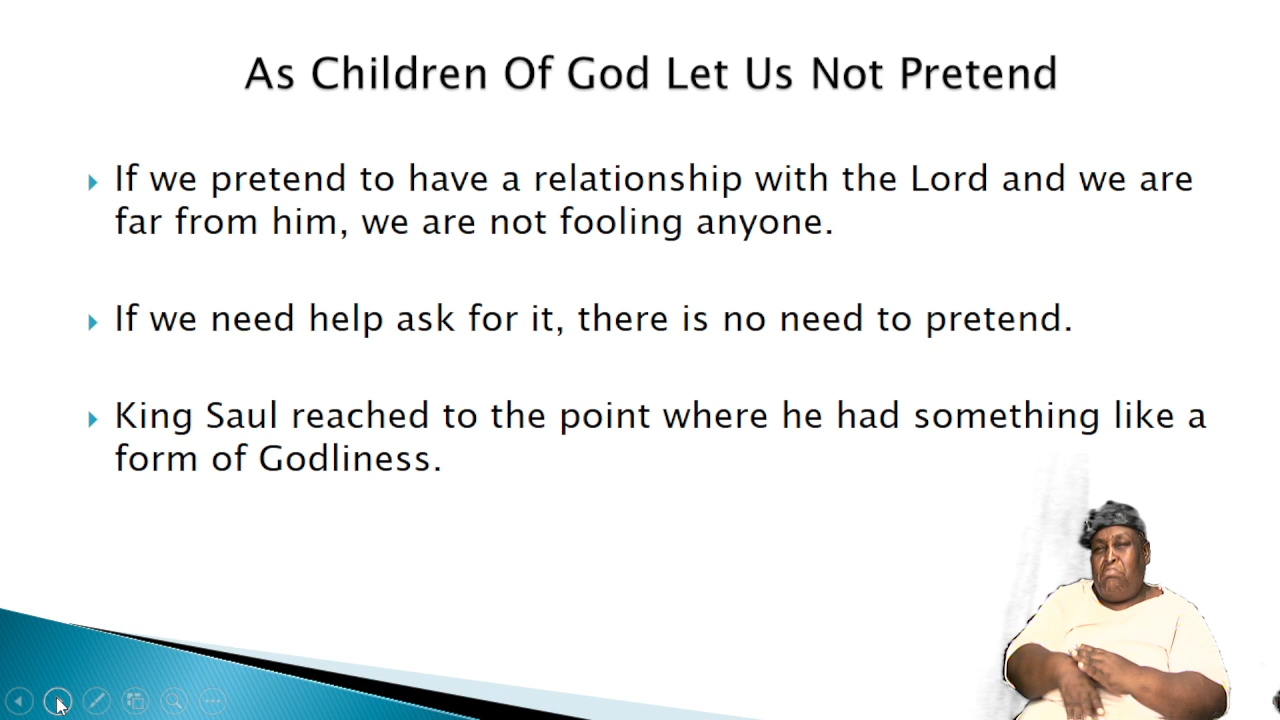 As Children Of God Let Us Not Pretend
If we pretend to have a relationship with the Lord and we are
far from him, we are not fooling anyone.
If we need help ask for it, there is no need to pretend.
King Saul reached to the point where he had something like a
form of Godliness.